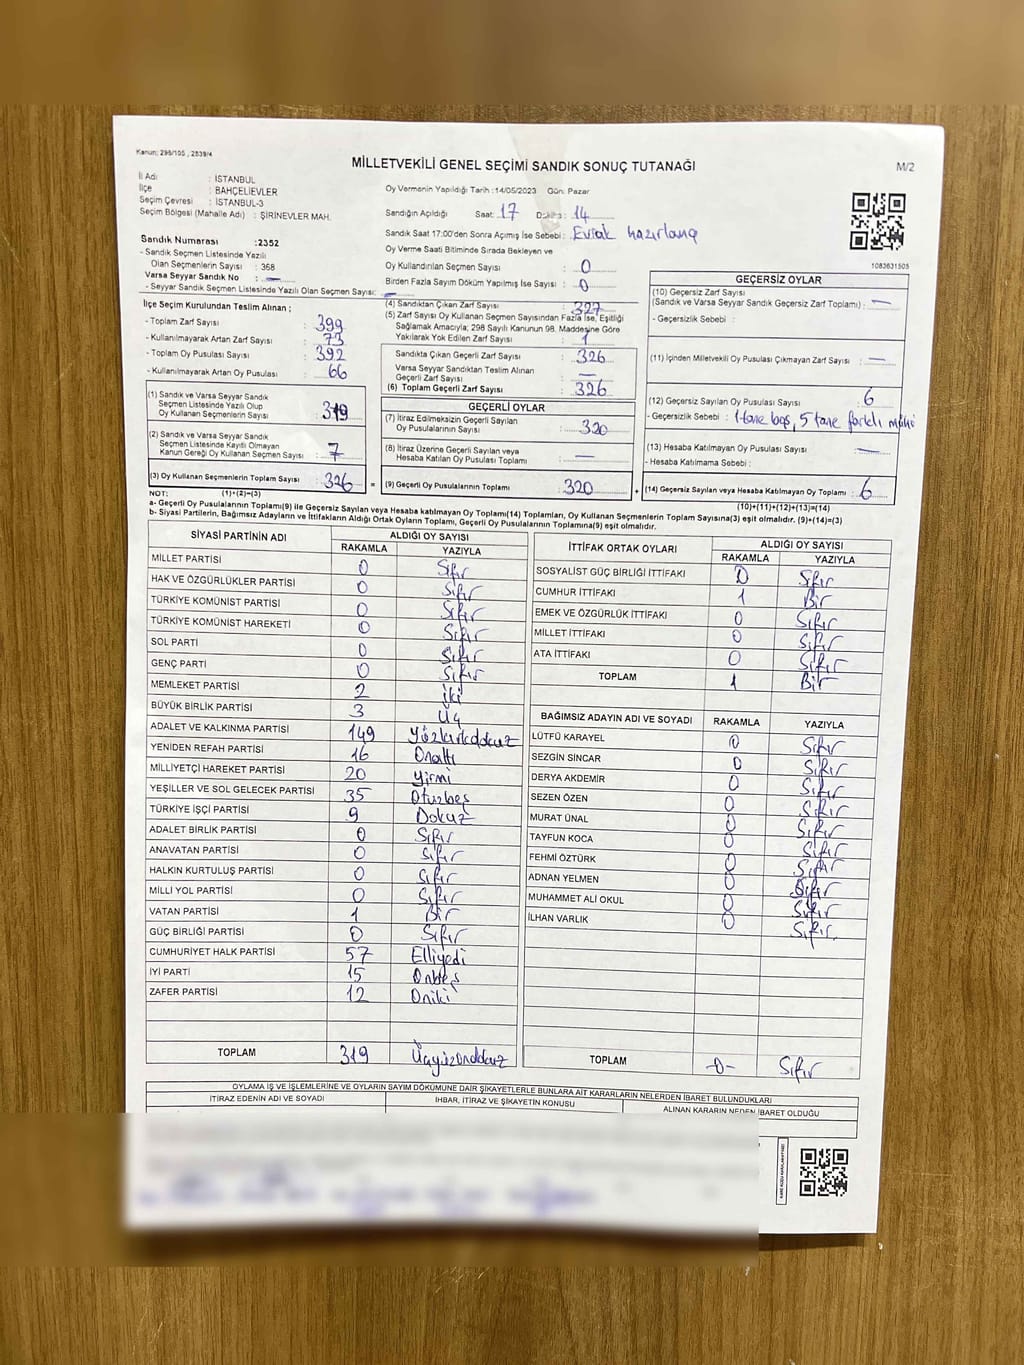 Kanun; 298/105 , 2839/4
MİLLETVEKİLİ GENEL SEÇİMİ SANDIK SONUÇ TUTANAĞI
M/2
İl Adı : İSTANBUL
İlçe : BAHÇELİEVLER
Seçim Çevresi : İSTANBUL-3
Seçim Bölgesi (Mahalle Adı) : ŞİRİNEVLER MAH.
Sandık Numarası : 2352
- Sandık Seçmen Listesinde Yazılı
Olan Seçmenlerin Sayısı : 368
Varsa Seyyar Sandık No : —
- Seyyar Sandık Seçmen Listesinde Yazılı Olan Seçmen Sayısı: —
Oy Vermenin Yapıldığı Tarih :14/05/2023 Gün: Pazar
Sandığın Açıldığı Saat: 17 Dakika: 14
Sandık Saat 17:00'den Sonra Açılmış İse Sebebi : Evrak hazırlanq
Oy Verme Saati Bitiminde Sırada Bekleyen ve
Oy Kullandırılan Seçmen Sayısı : 0
Birden Fazla Sayım Döküm Yapılmış İse Sayısı : 0
1083631505
İlçe Seçim Kurulundan Teslim Alınan ;
- Toplam Zarf Sayısı : 399
- Kullanılmayarak Artan Zarf Sayısı : 73
- Toplam Oy Pusulası Sayısı : 392
- Kullanılmayarak Artan Oy Pusulası : 66
(1) Sandık ve Varsa Seyyar Sandık
Seçmen Listesinde Yazılı Olup
Oy Kullanan Seçmenlerin Sayısı : 319
(2) Sandık ve Varsa Seyyar Sandık
Seçmen Listesinde Kayıtlı Olmayan
Kanun Gereği Oy Kullanan Seçmen Sayısı : 7
(3) Oy Kullanan Seçmenlerin Toplam Sayısı : 326 =
(1)+(2)=(3)
(4) Sandıktan Çıkan Zarf Sayısı : 327
(5) Zarf Sayısı Oy Kullanan Seçmen Sayısından Fazla İse, Eşitliği
Sağlamak Amacıyla; 298 Sayılı Kanunun 98. Maddesine Göre
Yakılarak Yok Edilen Zarf Sayısı : 1
Sandıkta Çıkan Geçerli Zarf Sayısı : 326
Varsa Seyyar Sandıktan Teslim Alınan
Geçerli Zarf Sayısı : —
(6) Toplam Geçerli Zarf Sayısı : 326
GEÇERLİ OYLAR
(7) İtiraz Edilmeksizin Geçerli Sayılan
Oy Pusulalarının Sayısı : 320
(8) İtiraz Üzerine Geçerli Sayılan veya
Hesaba Katılan Oy Pusulası Toplamı : —
(9) Geçerli Oy Pusulalarının Toplamı : 320 +
GEÇERSİZ OYLAR
(10) Geçersiz Zarf Sayısı
(Sandık ve Varsa Seyyar Sandık Geçersiz Zarf Toplamı) : —
- Geçersizlik Sebebi :
(11) İçinden Milletvekili Oy Pusulası Çıkmayan Zarf Sayısı : —
(12) Geçersiz Sayılan Oy Pusulası Sayısı : 6
- Geçersizlik Sebebi : 1 tane boş, 5 tane farklı
(13) Hesaba Katılmayan Oy Pusulası Sayısı : —
- Hesaba Katılmama Sebebi :
(14) Geçersiz Sayılan veya Hesaba Katılmayan Oy Toplamı : 6
(10)+(11)+(12)+(13)=(14)
NOT:
a- Geçerli Oy Pusulalarının Toplamı(9) ile Geçersiz Sayılan veya Hesaba katılmayan Oy Toplamı(14) Toplamları, Oy Kullanan Seçmenlerin Toplam Sayısına(3) eşit olmalıdır. (9)+(14)=(3)
b- Siyasi Partilerin, Bağımsız Adayların ve İttifakların Aldığı Ortak Oyların Toplamı, Geçerli Oy Pusulalarının Toplamına(9) eşit olmalıdır.
SİYASİ PARTİNİN ADI ALDIĞI OY SAYISI
RAKAMLA YAZIYLA
MİLLET PARTİSİ 0 Sıfır
HAK VE ÖZGÜRLÜKLER PARTİSİ 0 Sıfır
TÜRKİYE KOMÜNİST PARTİSİ 0 Sıfır
TÜRKİYE KOMÜNİST HAREKETİ 0 Sıfır
SOL PARTİ 0 Sıfır
GENÇ PARTİ 0 Sıfır
MEMLEKET PARTİSİ 2 İki
BÜYÜK BİRLİK PARTİSİ 3 Üç
ADALET VE KALKINMA PARTİSİ 149 Yüzkırkdokuz
YENİDEN REFAH PARTİSİ 16 Onaltı
MİLLİYETÇİ HAREKET PARTİSİ 20 Yirmi
YEŞİLLER VE SOL GELECEK PARTİSİ 35 Otuzbeş
TÜRKİYE İŞÇİ PARTİSİ 9 Dokuz
ADALET BİRLİK PARTİSİ 0 Sıfır
ANAVATAN PARTİSİ 0 Sıfır
HALKIN KURTULUŞ PARTİSİ 0 Sıfır
MİLLİ YOL PARTİSİ 0 Sıfır
VATAN PARTİSİ 1 Bir
GÜÇ BİRLİĞİ PARTİSİ 0 Sıfır
CUMHURİYET HALK PARTİSİ 57 Elliyedi
İYİ PARTİ 15 Onbeş
ZAFER PARTİSİ 12 Oniki
TOPLAM 319 Üçyüzondokuz
İTTİFAK ORTAK OYLARI ALDIĞI OY SAYISI
RAKAMLA YAZIYLA
SOSYALİST GÜÇ BİRLİĞİ İTTİFAKI 0 Sıfır
CUMHUR İTTİFAKI 1 Bir
EMEK VE ÖZGÜRLÜK İTTİFAKI 0 Sıfır
MİLLET İTTİFAKI 0 Sıfır
ATA İTTİFAKI 0 Sıfır
TOPLAM 1 Bir
BAĞIMSIZ ADAYIN ADI VE SOYADI RAKAMLA YAZIYLA
LÜTFÜ KARAYEL 0 Sıfır
SEZGİN SİNCAR 0 Sıfır
DERYA AKDEMİR 0 Sıfır
SEZEN ÖZEN 0 Sıfır
MURAT ÜNAL 0 Sıfır
TAYFUN KOCA 0 Sıfır
FEHMİ ÖZTÜRK 0 Sıfır
ADNAN YELMEN 0 Sıfır
MUHAMMET ALİ OKUL 0 Sıfır
İLHAN VARLIK 0 Sıfır
TOPLAM -0- Sıfır
OYLAMA İŞ VE İŞLEMLERİNE VE OYLARIN SAYIM DÖKÜMÜNE DAİR ŞİKAYETLERLE BUNLARA AİT KARARLARIN NELERDEN İBARET BULUNDUKLARI
İTİRAZ EDENİN ADI VE SOYADI İHBAR, İTİRAZ VE ŞİKAYETİN KONUSU ALINAN KARARIN NEDEN İBARET OLDUĞU